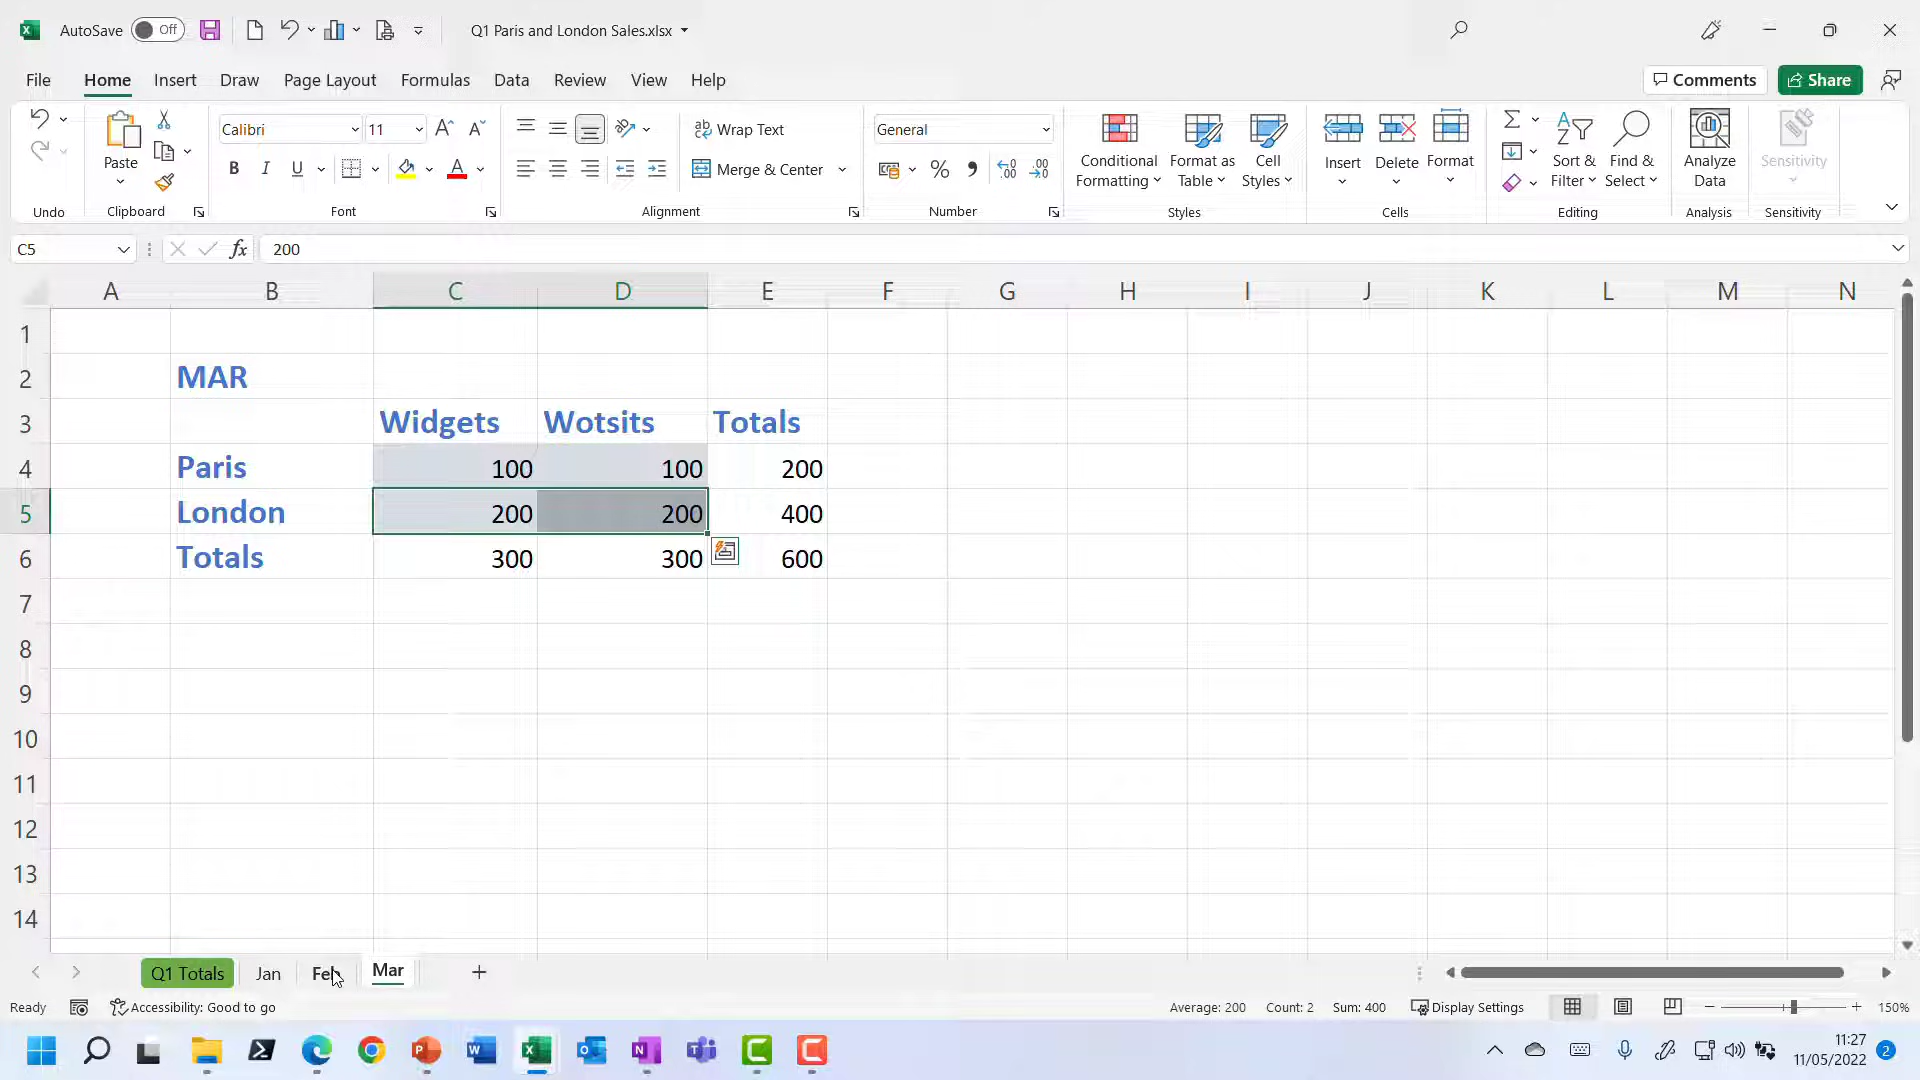 AutoSave Off Q1 Paris and London Sales.xlsx
File Home Insert Draw Page Layout Formulas Data Review View Help Comments Share
Paste
Calibri 11
B I U
Wrap Text
Merge & Center
General
Conditional Formatting
Format as Table
Cell Styles
Insert
Delete
Format
Sort & Filter
Find & Select
Analyze Data
Sensitivity
Undo Clipboard Font Alignment Number Styles Cells Editing Analysis Sensitivity
C5 fx 200
A B C D E F G H I J K L M N
1
2 MAR
3 Widgets Wotsits Totals
4 Paris 100 100 200
5 London 200 200 400
6 Totals 300 300 600
7
8
9
10
11
12
13
14
Q1 Totals Jan Feb Mar
Ready Accessibility: Good to go Average: 200 Count: 2 Sum: 400 Display Settings 150%
11:27
11/05/2022 2